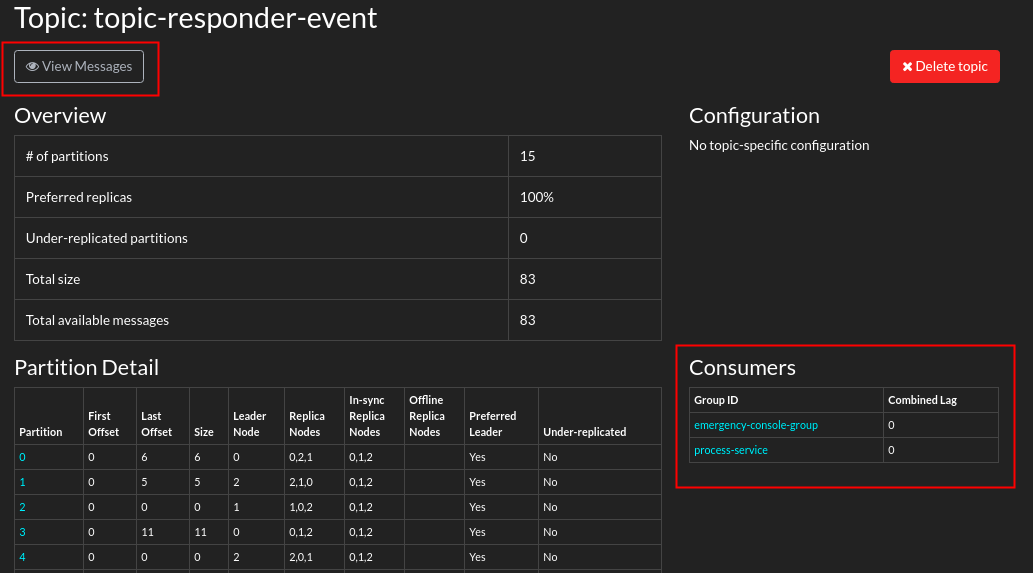 Topic: topic-responder-event
View Messages
Delete topic
Overview
# of partitions 15
Preferred replicas 100%
Under-replicated partitions 0
Total size 83
Total available messages 83
Configuration
No topic-specific configuration
Partition Detail
Partition First Offset Last Offset Size Leader Node Replica Nodes In-sync Replica Nodes Offline Replica Nodes Preferred Leader Under-replicated
0 0 6 6 0 0,2,1 0,1,2 Yes No
1 0 5 5 2 2,1,0 0,1,2 Yes No
2 0 0 0 1 1,0,2 0,1,2 Yes No
3 0 11 11 0 0,1,2 0,1,2 Yes No
4 0 0 0 2 2,0,1 0,1,2 Yes No
Consumers
Group ID Combined Lag
emergency-console-group 0
process-service 0